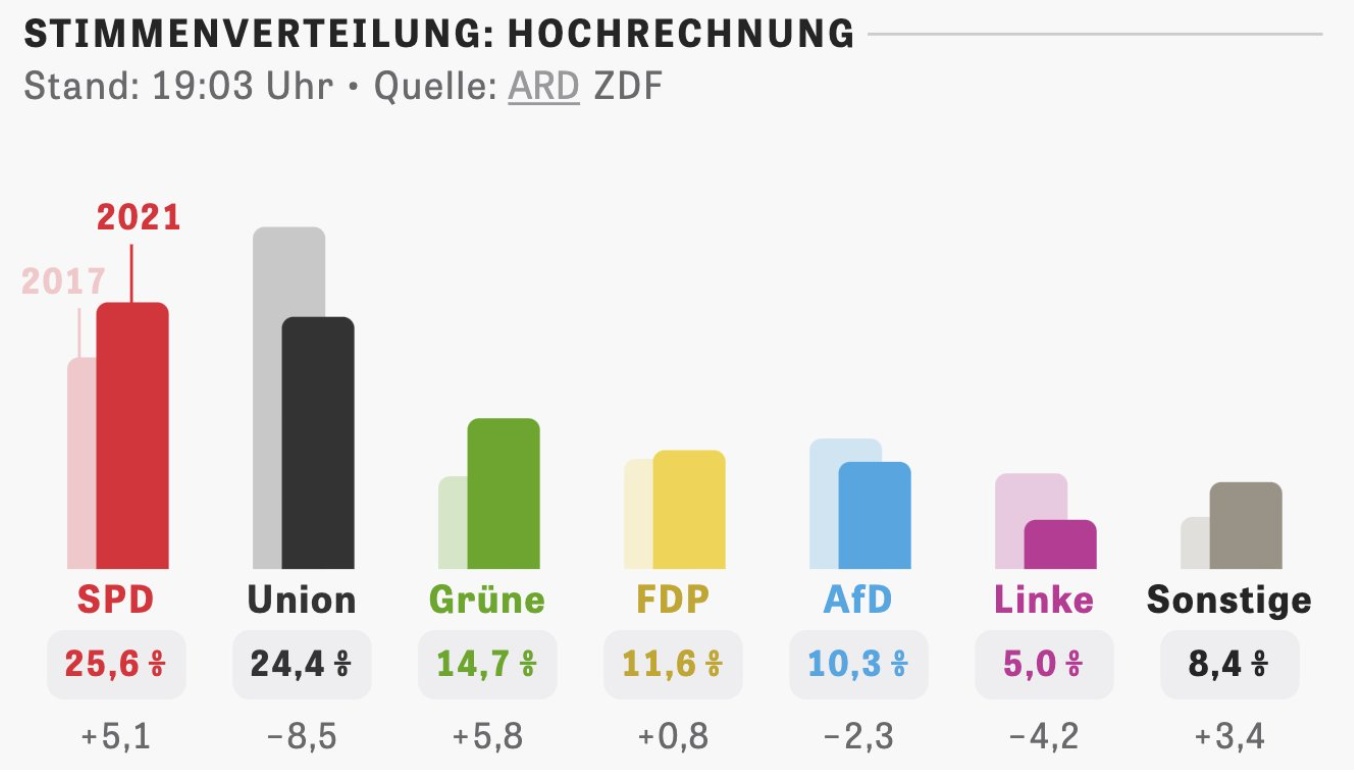 STIMMENVERTEILUNG: HOCHRECHNUNG
Stand: 19:03 Uhr • Quelle: ARD ZDF
2021
2017
SPD Union Grüne FDP AfD Linke Sonstige
25,6 % 24,4 % 14,7 % 11,6 % 10,3 % 5,0 % 8,4 %
+5,1 −8,5 +5,8 +0,8 −2,3 −4,2 +3,4